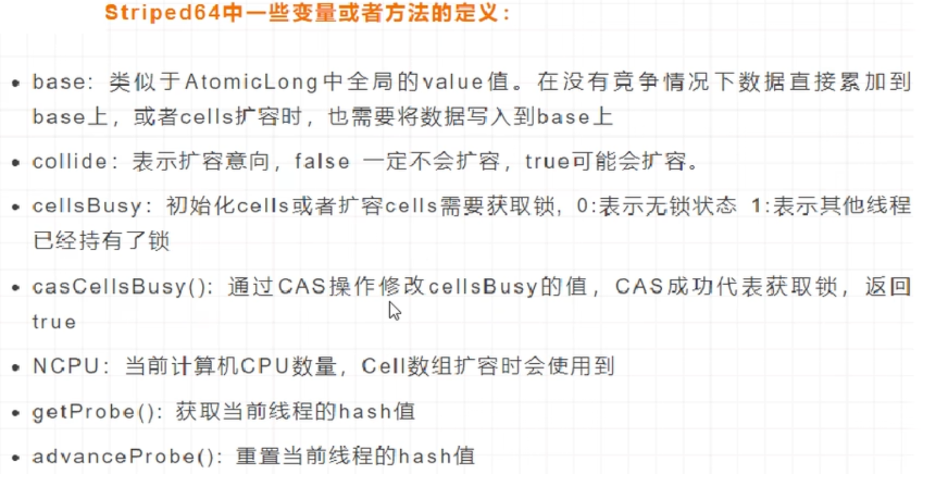 Striped64中一些变量或者方法的定义：
• base: 类似于AtomicLong中全局的value值。在没有竞争情况下数据直接累加到
base上，或者cells扩容时，也需要将数据写入到base上
• collide：表示扩容意向，false 一定不会扩容，true可能会扩容。
• cellsBusy：初始化cells或者扩容cells需要获取锁, 0:表示无锁状态 1:表示其他线程
已经持有了锁
• casCellsBusy(): 通过CAS操作修改cellsBusy的值，CAS成功代表获取锁，返回
true
• NCPU：当前计算机CPU数量，Cell数组扩容时会使用到
• getProbe(): 获取当前线程的hash值
• advanceProbe(): 重置当前线程的hash值